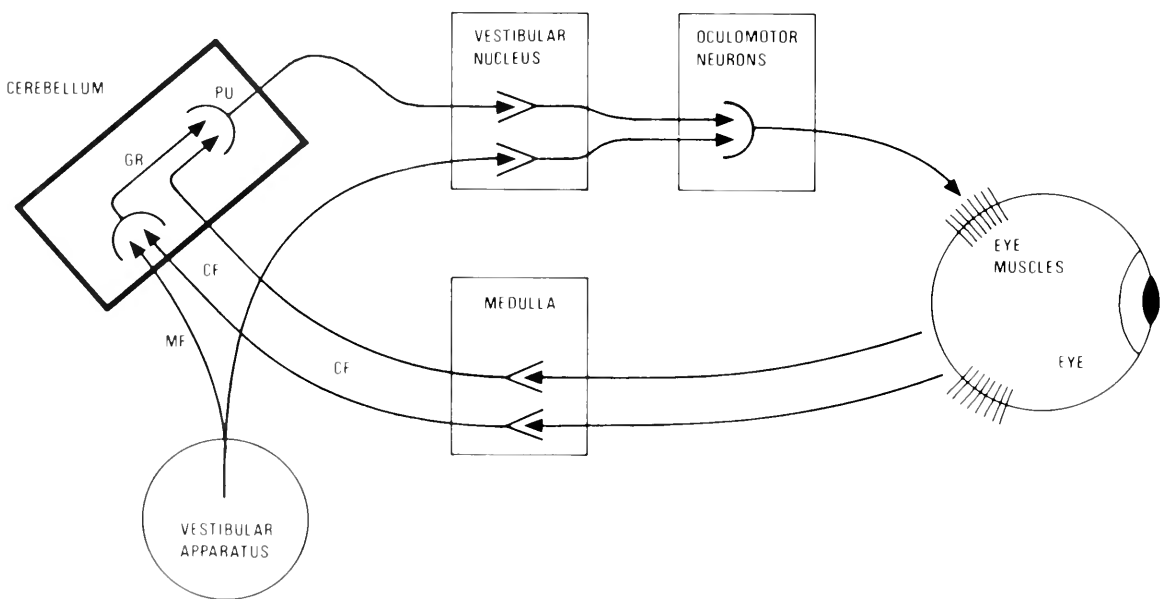 CEREBELLUM
PU
GR
VESTIBULAR
NUCLEUS
OCULOMOTOR
NEURONS
CF
MF
CF
MEDULLA
EYE
MUSCLES
EYE
VESTIBULAR
APPARATUS